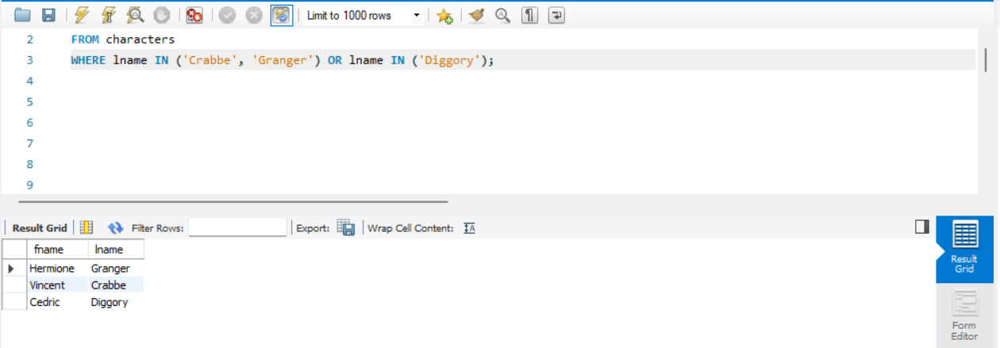 Limit to 1000 rows
2 FROM characters
3 WHERE lname IN ('Crabbe', 'Granger') OR lname IN ('Diggory');
4
5
6
7
8
9
Result Grid Filter Rows: Export: Wrap Cell Content:
fname lname
Hermione Granger
Vincent Crabbe
Cedric Diggory
Result
Grid
Form
Editor